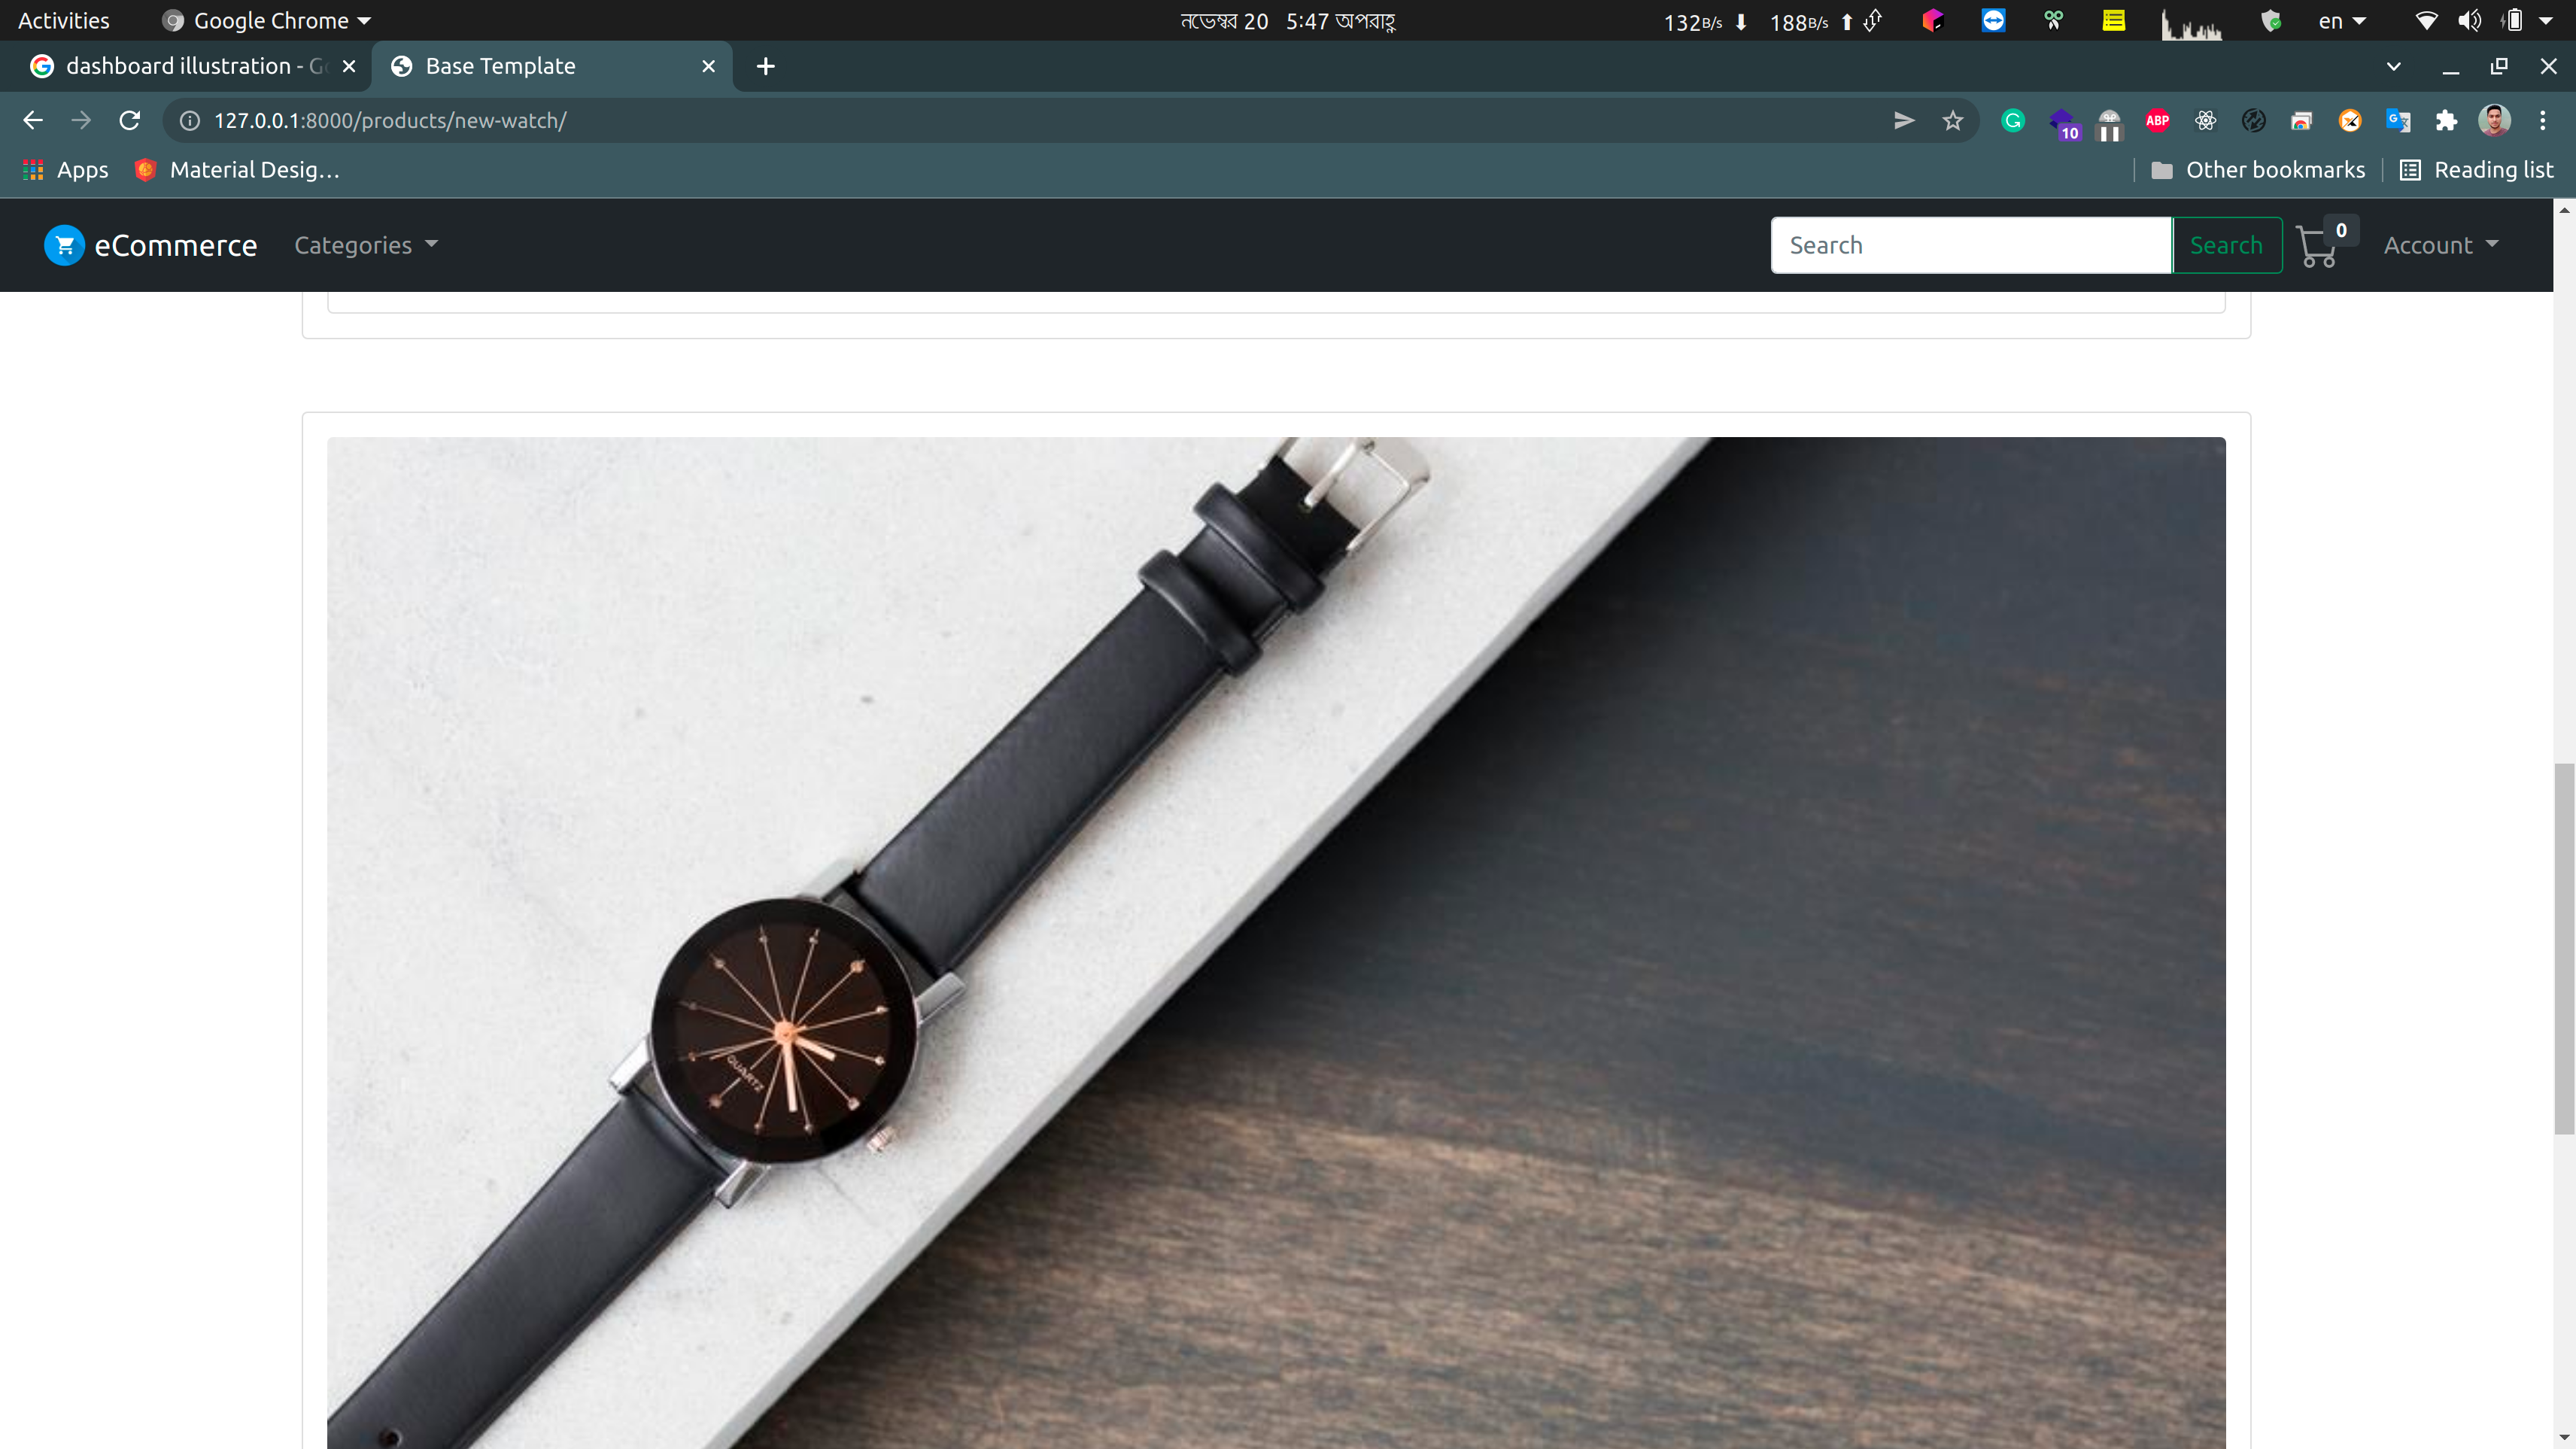 Activities Google Chrome নভেম্বর 20 5:47 অপরাহ্ণ 132B/s 188B/s en
dashboard illustration - Go Base Template
127.0.0.1:8000/products/new-watch/ 10 ABP
Apps Material Desig… Other bookmarks Reading list
eCommerce Categories Search Search 0 Account
QUARTZ